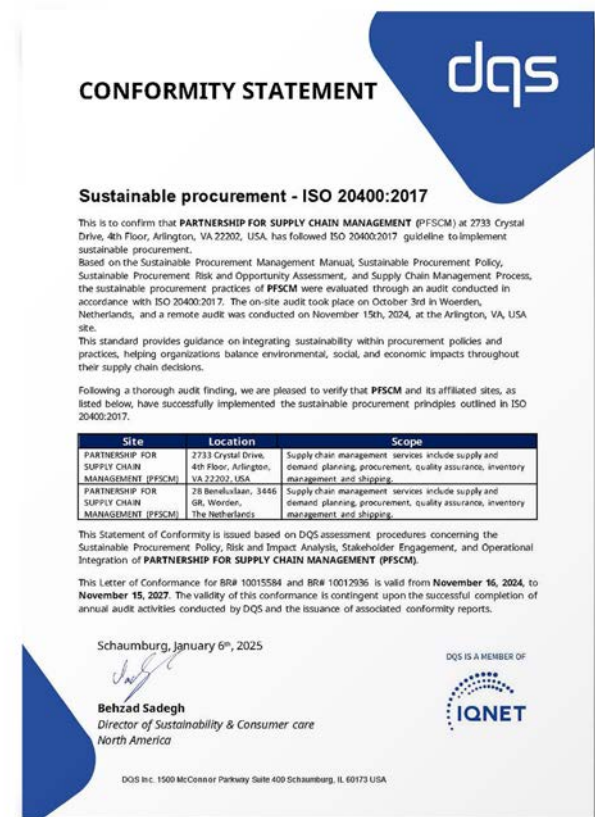 dqs
CONFORMITY STATEMENT
Sustainable procurement - ISO 20400:2017
This is to confirm that PARTNERSHIP FOR SUPPLY CHAIN MANAGEMENT (PFSCM) at 2733 Crystal
Drive, 4th Floor, Arlington, VA 22202, USA, has followed ISO 20400:2017 guideline to implement
sustainable procurement.
Based on the Sustainable Procurement Management Manual, Sustainable Procurement Policy,
Sustainable Procurement Risk and Opportunity Assessment, and Supply Chain Management Process,
the sustainable procurement practices of PFSCM were evaluated through an audit conducted in
accordance with ISO 20400:2017. The on-site audit took place on October 3rd in Woerden,
Netherlands, and a remote audit was conducted on November 15th, 2024, at the Arlington, VA, USA
site.
This standard provides guidance on integrating sustainability within procurement policies and
practices, helping organizations balance environmental, social, and economic impacts throughout
their supply chain decisions.
Following a thorough audit finding, we are pleased to verify that PFSCM and its affiliated sites, as
listed below, have successfully implemented the sustainable procurement principles outlined in ISO
20400:2017.
Site Location Scope
PARTNERSHIP FOR 2733 Crystal Drive, Supply chain management services include supply and
SUPPLY CHAIN 4th Floor, Arlington, demand planning, procurement, quality assurance, inventory
MANAGEMENT (PFSCM) VA 22202, USA management and shipping.
PARTNERSHIP FOR 28 Beneluxlaan, 3446 Supply chain management services include supply and
SUPPLY CHAIN GR, Worden, demand planning, procurement, quality assurance, inventory
MANAGEMENT (PFSCM) The Netherlands management and shipping.
This Statement of Conformity is issued based on DQS assessment procedures concerning the
Sustainable Procurement Policy, Risk and Impact Analysis, Stakeholder Engagement, and Operational
Integration of PARTNERSHIP FOR SUPPLY CHAIN MANAGEMENT (PFSCM).
This Letter of Conformance for BR# 10015584 and BR# 10012936 is valid from November 16, 2024, to
November 15, 2027. The validity of this conformance is contingent upon the successful completion of
annual audit activities conducted by DQS and the issuance of associated conformity reports.
Schaumburg, January 6th, 2025
DQS IS A MEMBER OF
IQNET
Behzad Sadegh
Director of Sustainability & Consumer care
North America
DQS Inc. 1500 McConnor Parkway Suite 400 Schaumburg, IL 60173 USA